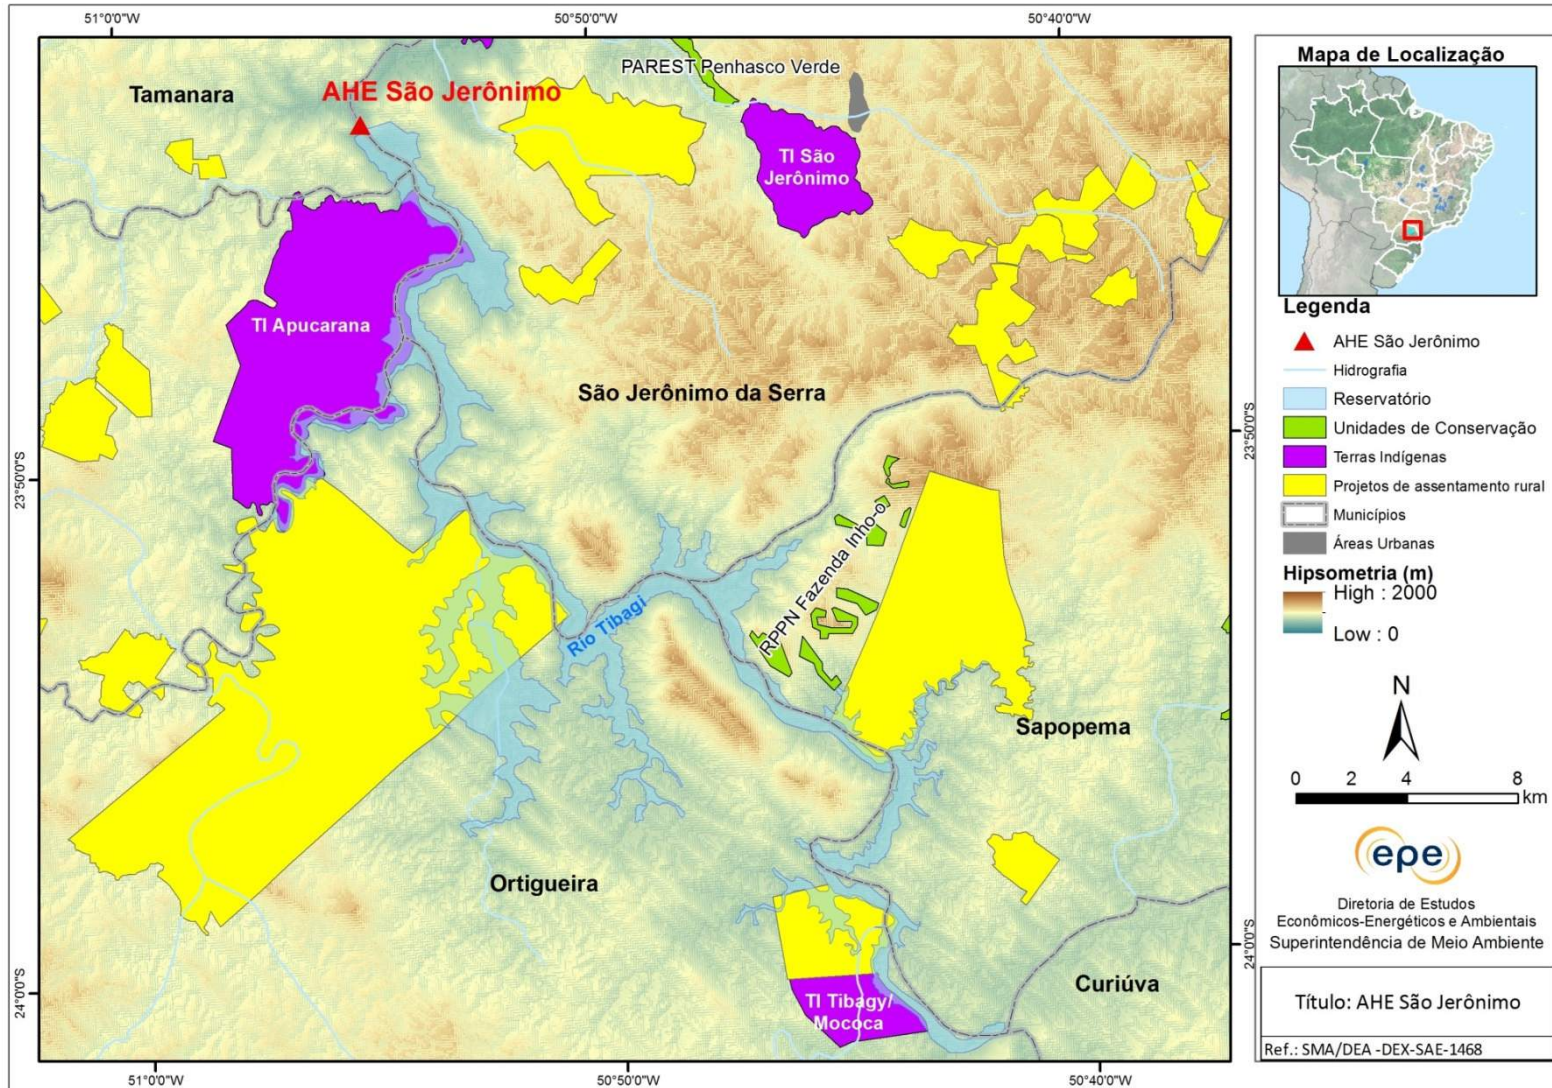 51°0'0"W
50°50'0"W
50°40'0"W
PAREST Penhasco Verde
Tamanara
AHE São Jerônimo
TI São
Jerônimo
TI Apucarana
São Jerônimo da Serra
23°50'0"S
23°50'0"S
RPPN Fazenda Inho-o
Rio Tibagi
Sapopema
Ortigueira
24°0'0"S
24°0'0"S
TI Tibagy/
Mococa
Curiúva
51°0'0"W
50°50'0"W
50°40'0"W
Mapa de Localização
Legenda
AHE São Jerônimo
Hidrografia
Reservatório
Unidades de Conservação
Terras Indígenas
Projetos de assentamento rural
Municípios
Áreas Urbanas
Hipsometria (m)
High : 2000
Low : 0
N
0 2 4 8
km
epe
Diretoria de Estudos
Econômicos-Energéticos e Ambientais
Superintendência de Meio Ambiente
Título: AHE São Jerônimo
Ref.: SMA/DEA -DEX-SAE-1468